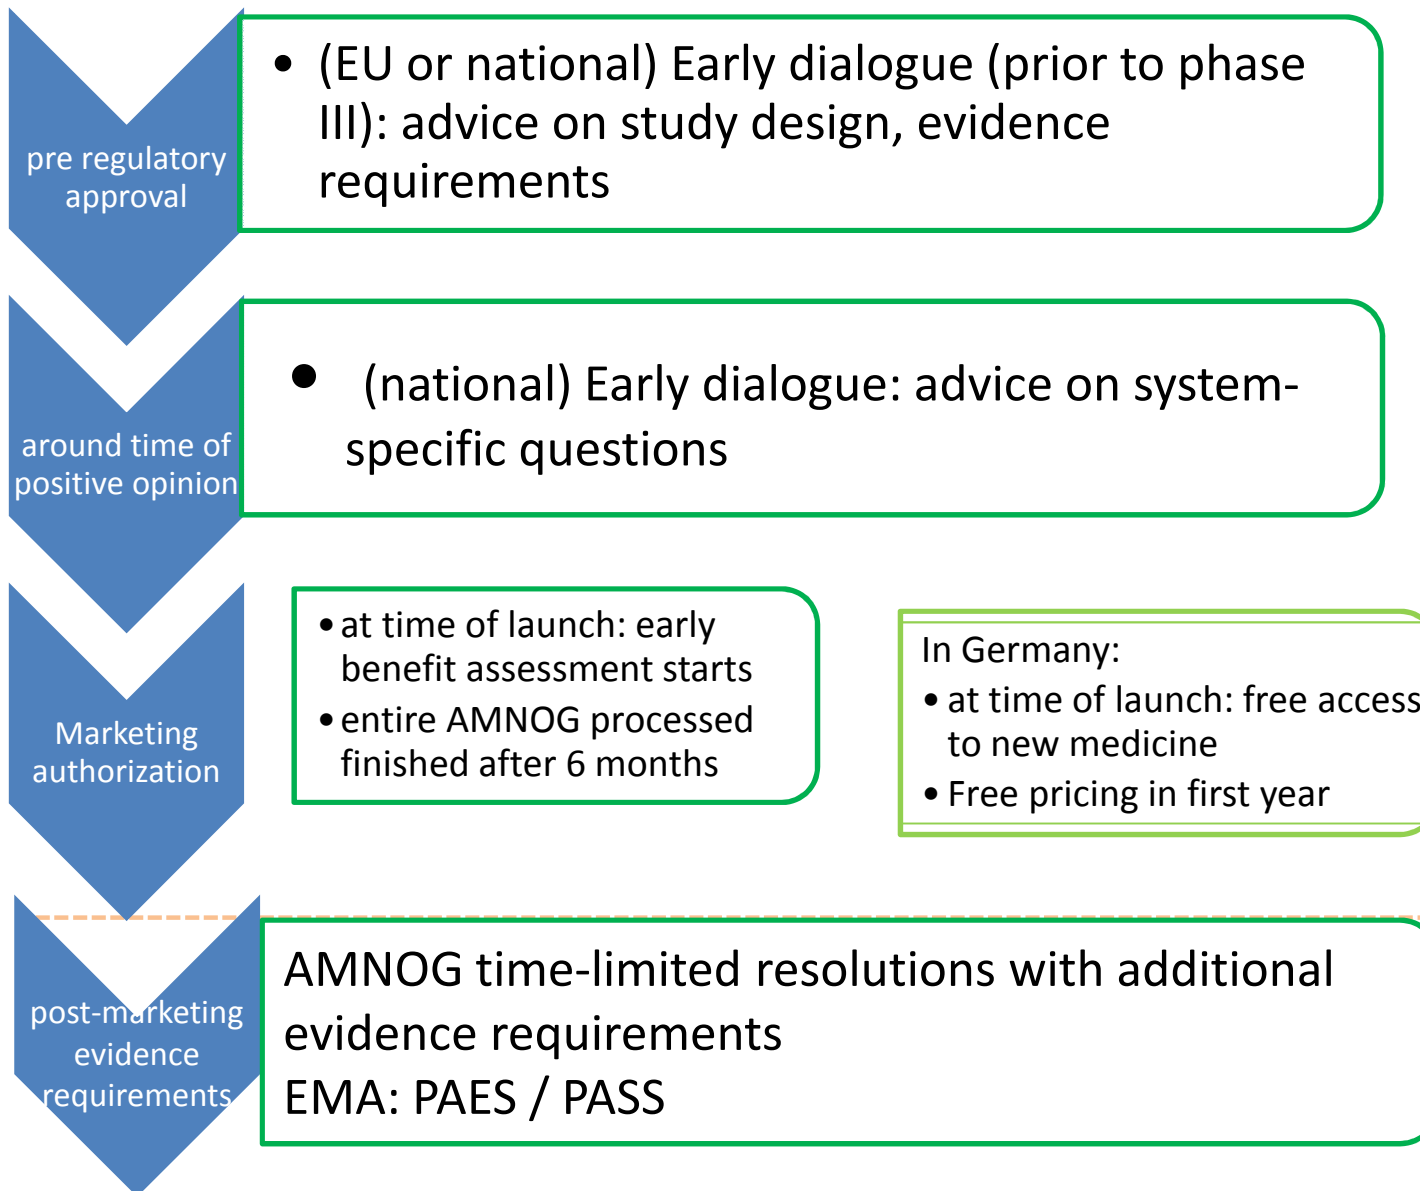 pre regulatory
approval
• (EU or national) Early dialogue (prior to phase
III): advice on study design, evidence
requirements
around time of
positive opinion
• (national) Early dialogue: advice on system-
specific questions
Marketing
authorization
• at time of launch: early
benefit assessment starts
• entire AMNOG processed
finished after 6 months
In Germany:
• at time of launch: free access
to new medicine
• Free pricing in first year
post-marketing
evidence
requirements
AMNOG time-limited resolutions with additional
evidence requirements
EMA: PAES / PASS